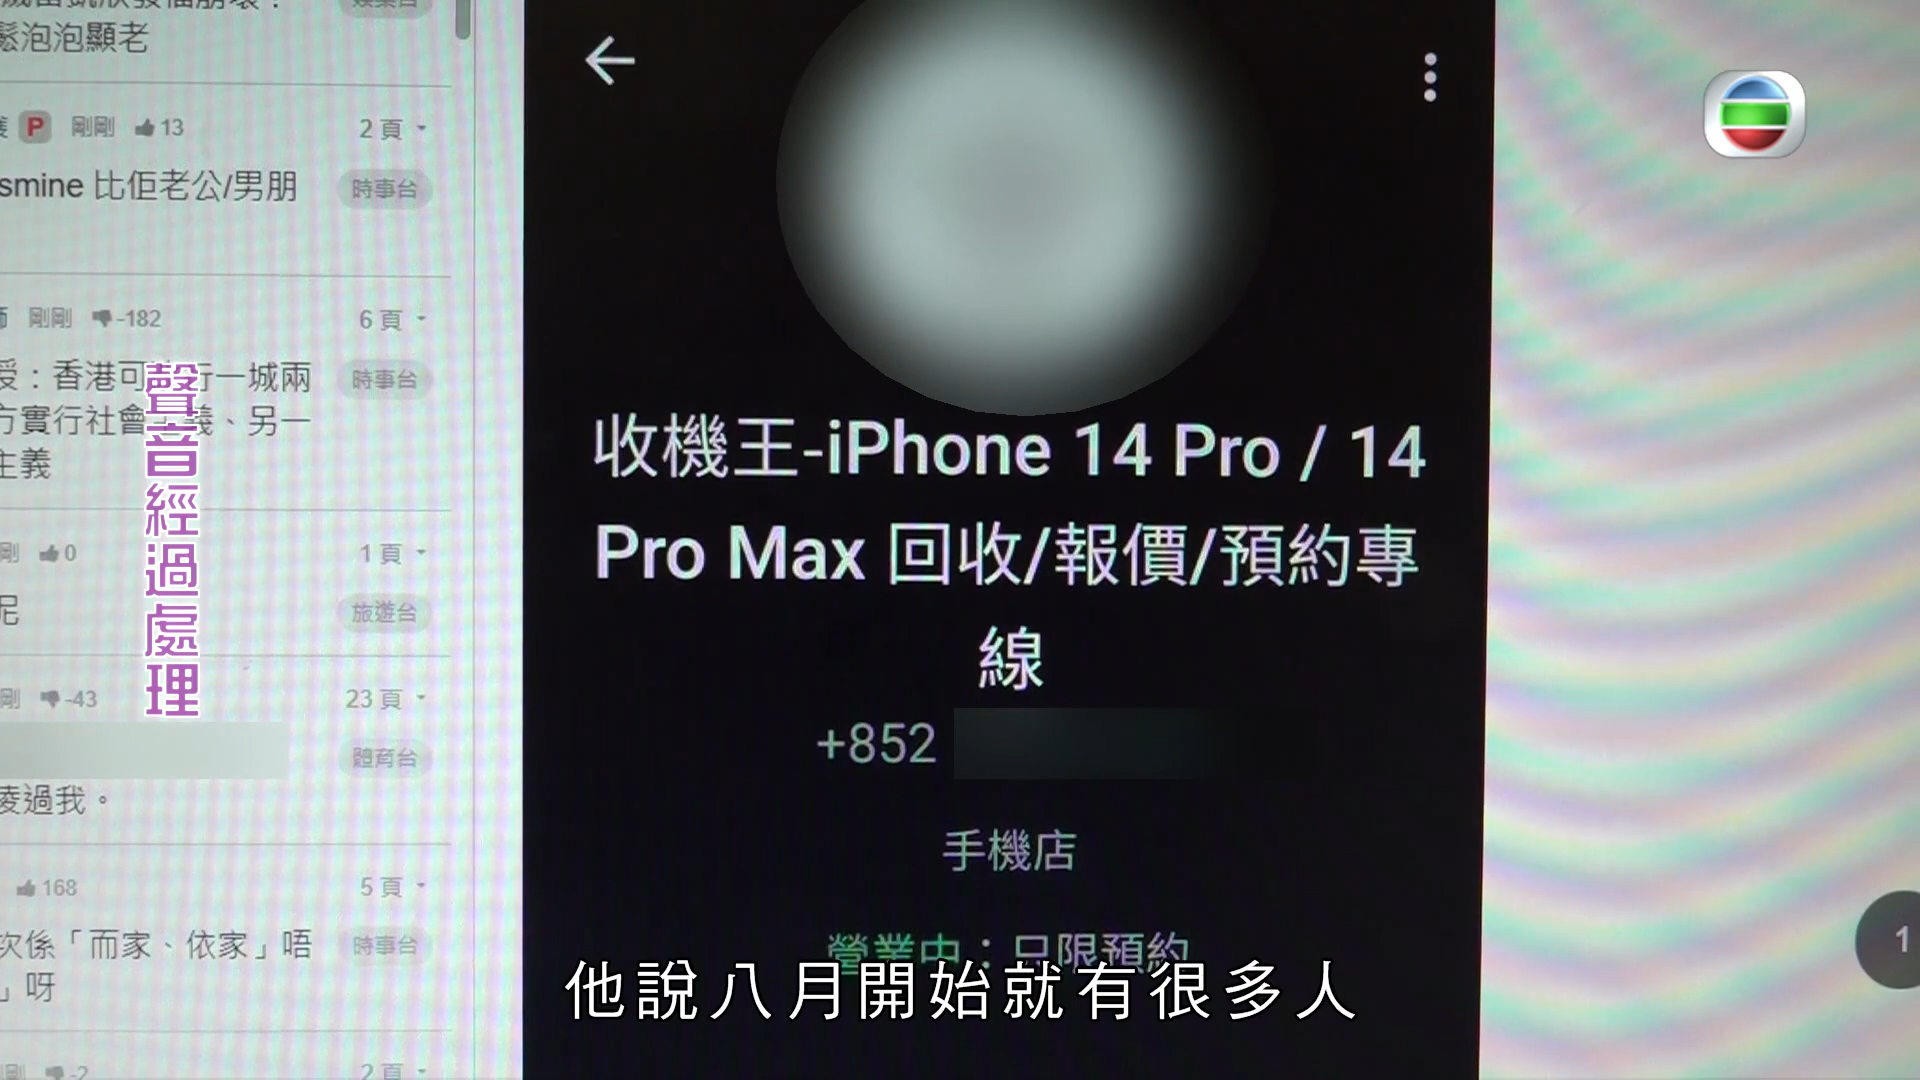 鬆泡泡顯老
P 剛剛 13
2 頁
smine 比佢老公/男朋
時事台
剛剛 -182
6 頁
：香港可 行一城兩
時事台
方實行社會 義、另一
主義
剛 0
1 頁
旅遊台
剛 -43
23 頁
體育台
凌過我。
168
5 頁
次係「而家、依家」唔
時事台
」呀
-2
2 頁
聲音經過處理
收機王-iPhone 14 Pro / 14
Pro Max 回收/報價/預約專
線
+852
手機店
營業中：只限預約
他說八月開始就有很多人
1